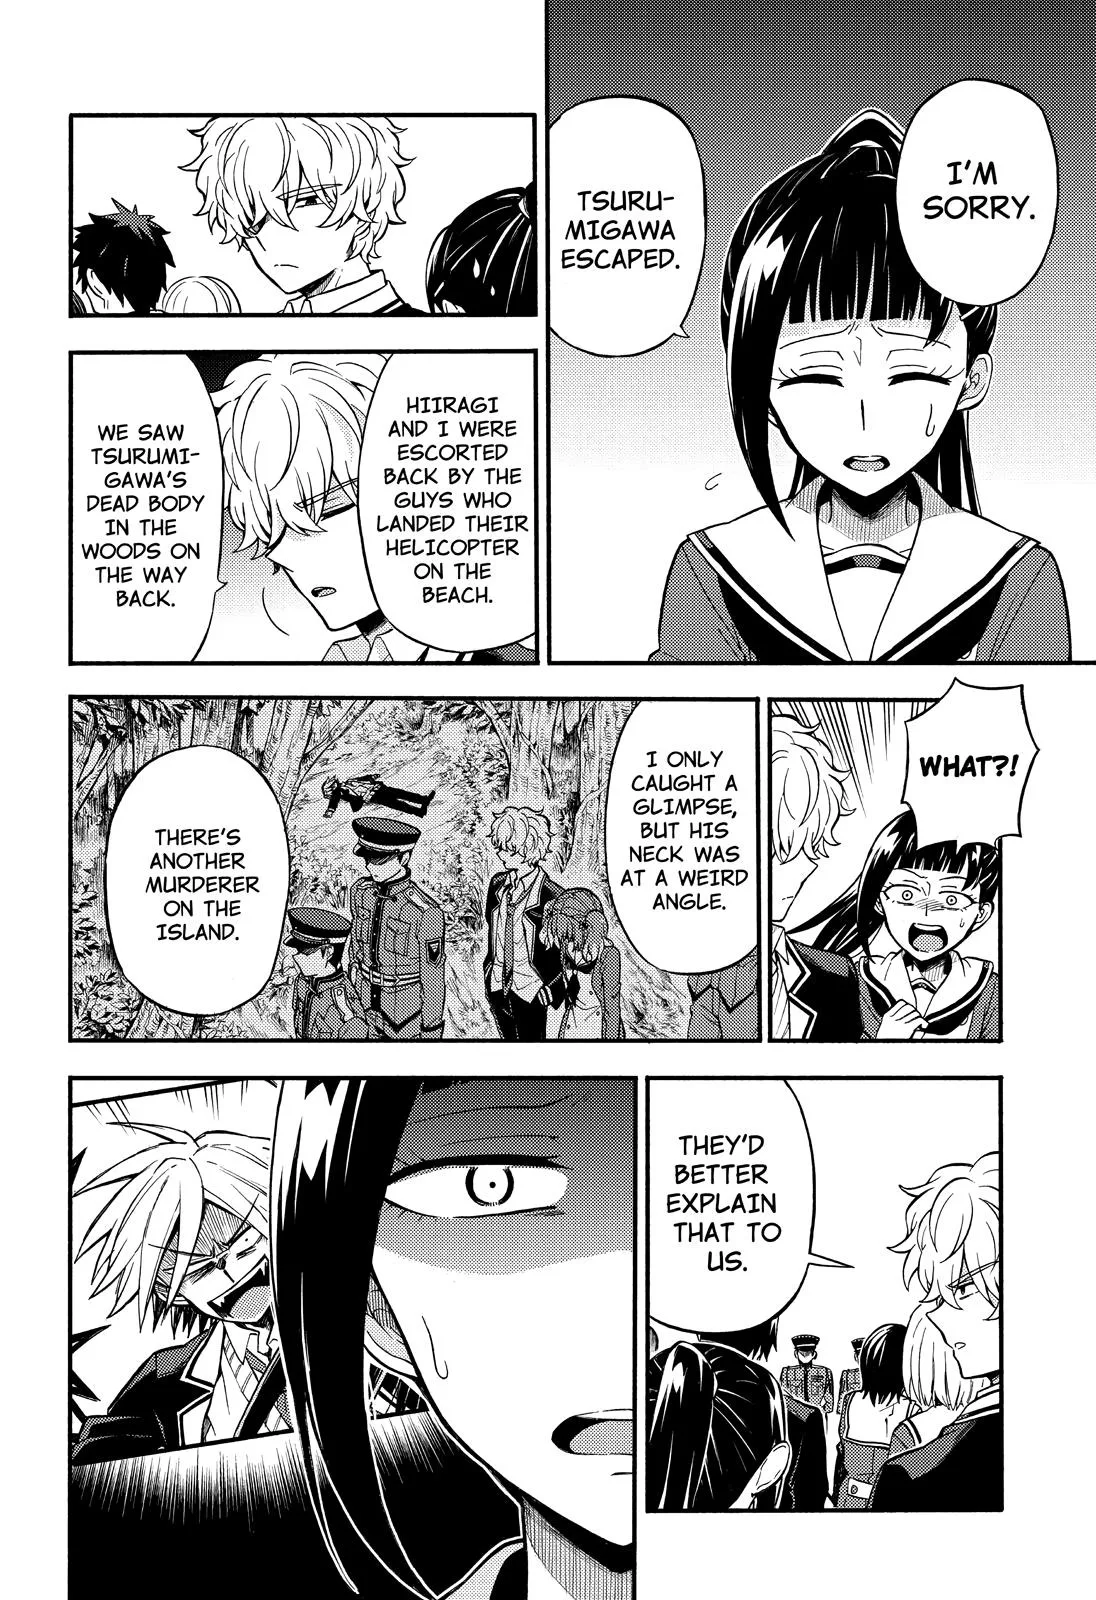 I'M
SORRY.
TSURU-
MIGAWA
ESCAPED.
HIIRAGI
AND I WERE
ESCORTED
BACK BY THE
GUYS WHO
LANDED THEIR
HELICOPTER
ON THE
BEACH.
WE SAW
TSURUMI-
GAWA'S
DEAD BODY
IN THE
WOODS ON
THE WAY
BACK.
WHAT?!
I ONLY
CAUGHT A
GLIMPSE,
BUT HIS
NECK WAS
AT A WEIRD
ANGLE.
THERE'S
ANOTHER
MURDERER
ON THE
ISLAND.
THEY'D
BETTER
EXPLAIN
THAT TO
US.